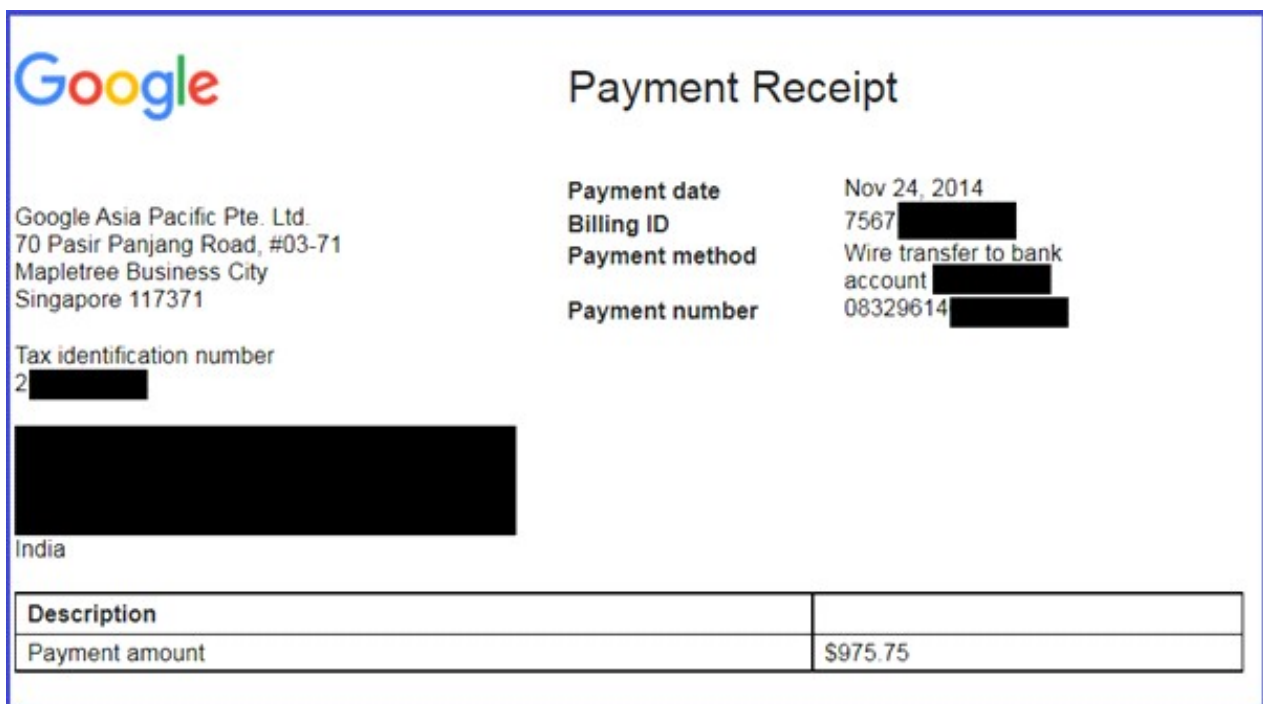 Google
Payment Receipt
Google Asia Pacific Pte. Ltd.
70 Pasir Panjang Road, #03-71
Mapletree Business City
Singapore 117371
Tax identification number
2
India
Payment date Nov 24, 2014
Billing ID 7567
Payment method Wire transfer to bank
account
Payment number 08329614
Description
Payment amount $975.75